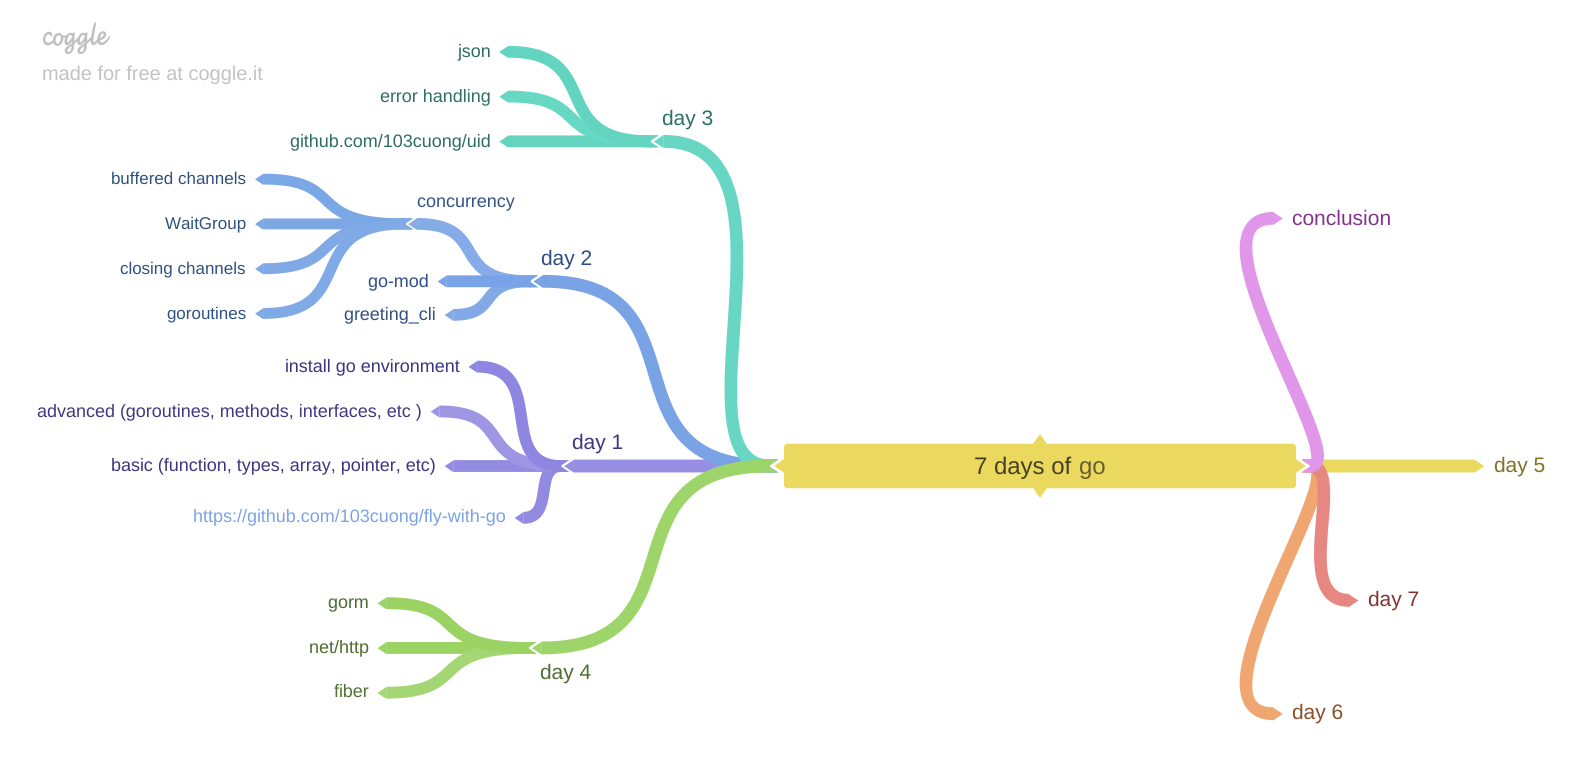 coggle
made for free at coggle.it
json
error handling
github.com/103cuong/uid
day 3
buffered channels
WaitGroup
closing channels
goroutines
concurrency
go-mod
greeting_cli
day 2
install go environment
advanced (goroutines, methods, interfaces, etc )
basic (function, types, array, pointer, etc)
https://github.com/103cuong/fly-with-go
day 1
gorm
net/http
fiber
day 4
7 days of go
conclusion
day 5
day 7
day 6